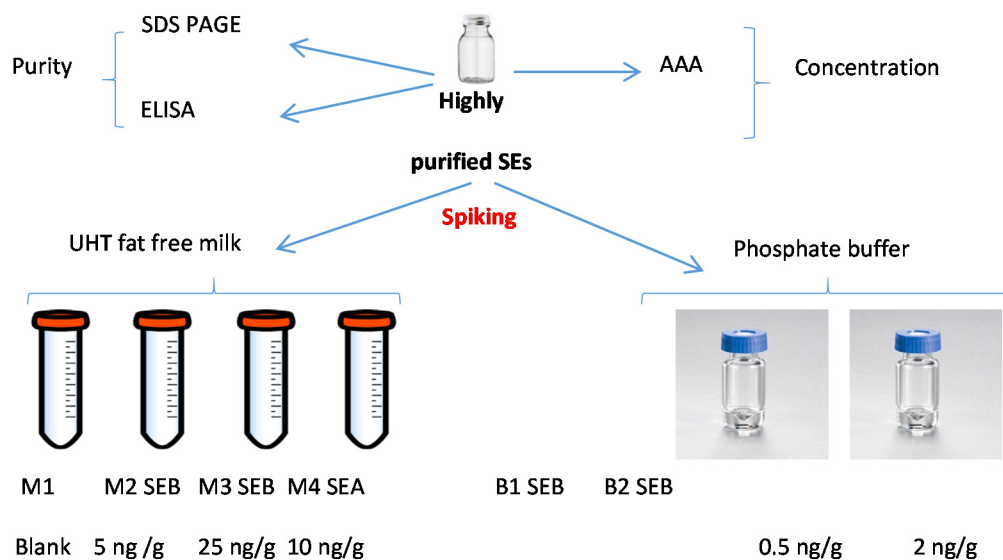 SDS PAGE
Purity
ELISA
Highly
purified SEs
AAA
Concentration
Spiking
UHT fat free milk
Phosphate buffer
M1 M2 SEB M3 SEB M4 SEA B1 SEB B2 SEB
Blank 5 ng /g 25 ng/g 10 ng/g 0.5 ng/g 2 ng/g